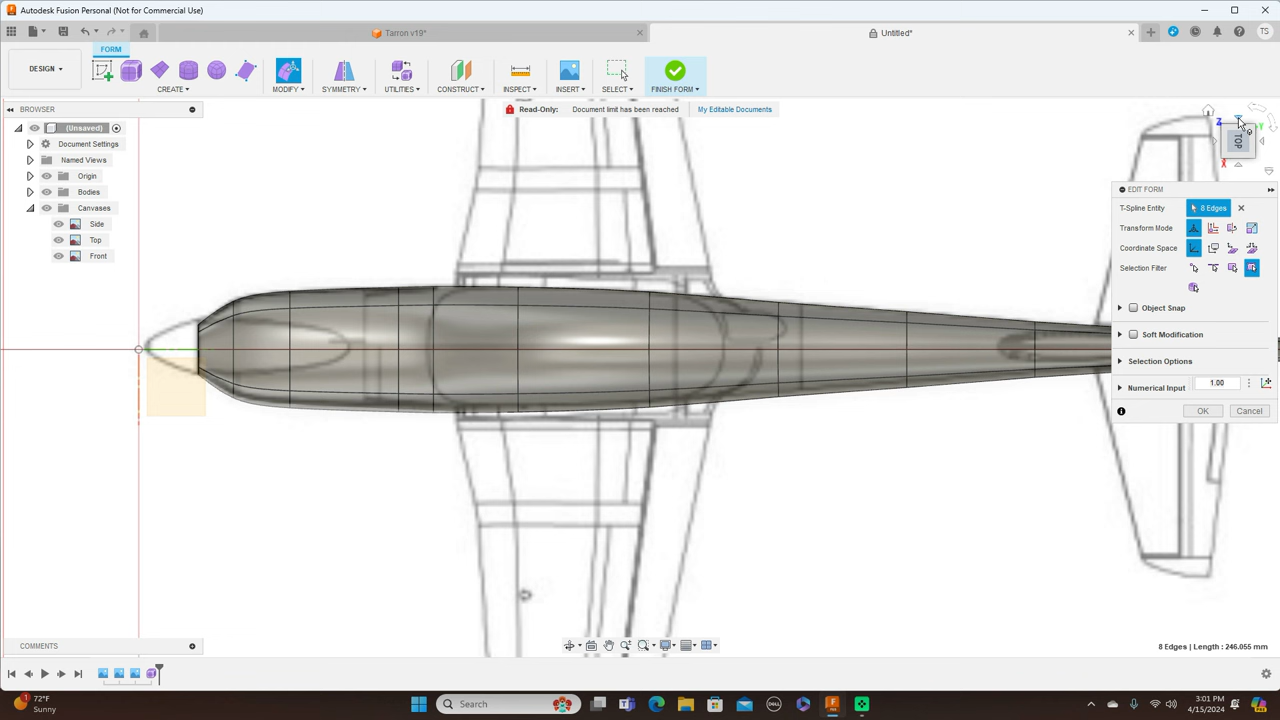 Autodesk Fusion Personal (Not for Commercial Use)
Tarron v19*
Untitled*
TS
FORM
DESIGN
CREATE
MODIFY
SYMMETRY
UTILITIES
CONSTRUCT
INSPECT
INSERT
SELECT
FINISH FORM
BROWSER
Read-Only: Document limit has been reached My Editable Documents
(Unsaved)
Document Settings
Named Views
Origin
Bodies
Canvases
Side
Top
Front
Z
Y
TOP
X
EDIT FORM
T-Spline Entity 8 Edges
Transform Mode
Coordinate Space
Selection Filter
Object Snap
Soft Modification
Selection Options
Numerical Input 1.00
OK Cancel
COMMENTS
8 Edges | Length : 246.055 mm
72°F
Sunny
Search
DELL
3:01 PM
4/15/2024